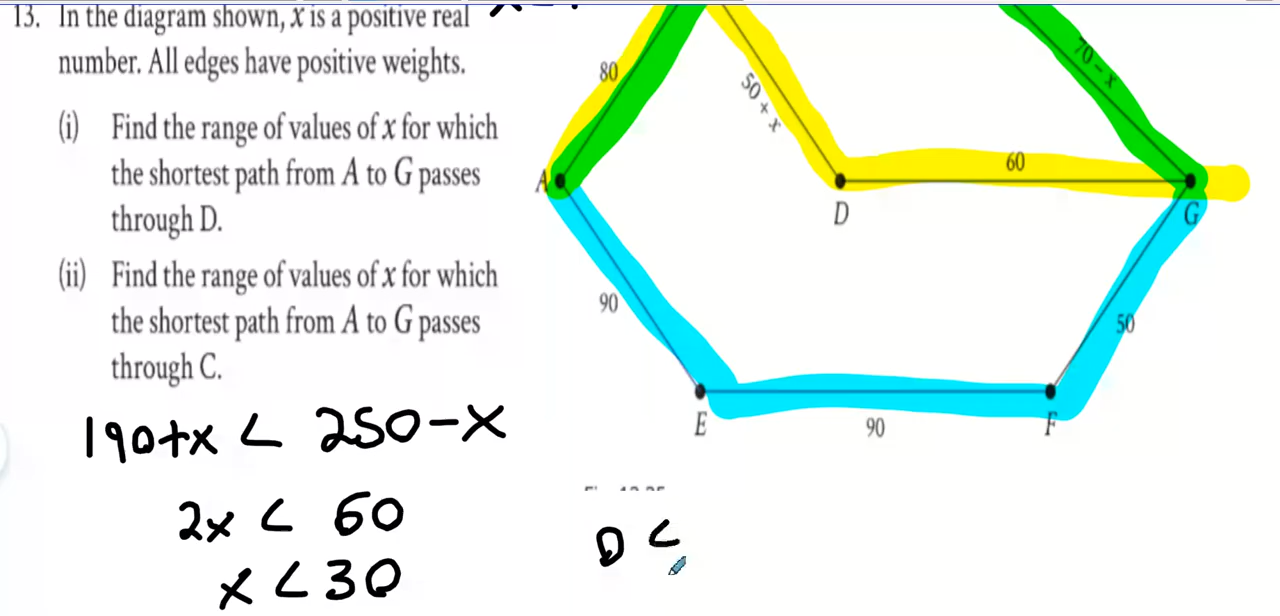 13. In the diagram shown, x is a positive real
number. All edges have positive weights.
(i) Find the range of values of x for which
the shortest path from A to G passes
through D.
(ii) Find the range of values of x for which
the shortest path from A to G passes
through C.
190+x < 250-x
2x < 60
x < 30
80
50 + x
70 – x
A
60
D
G
90
50
E
90
F
0 <